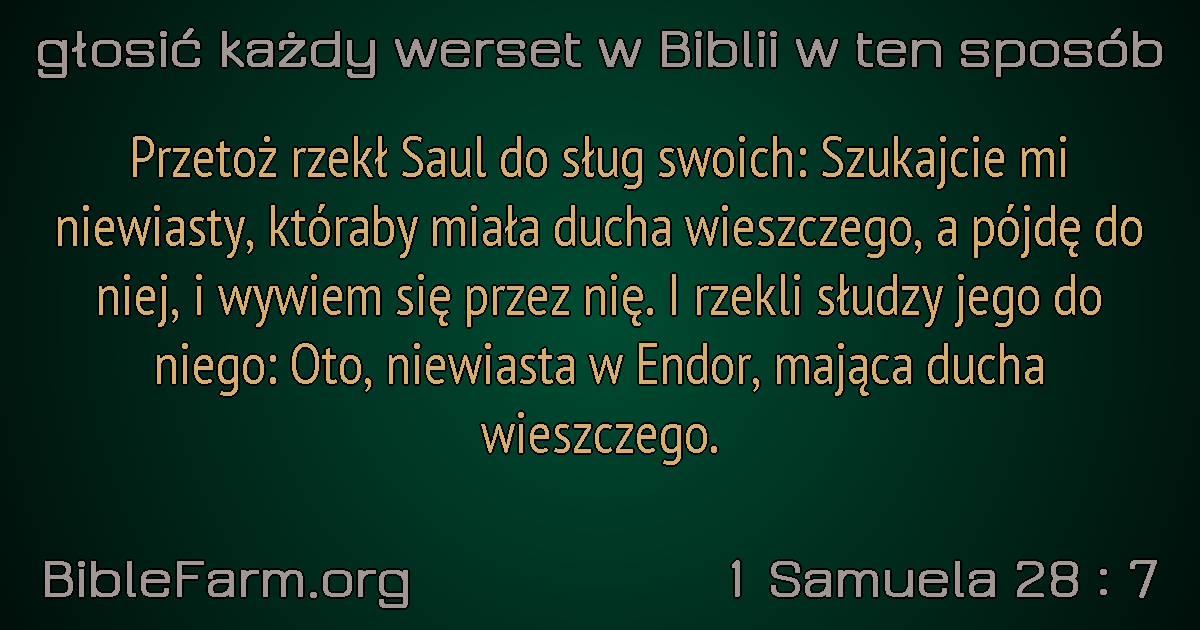 głosić każdy werset w Biblii w ten sposób
Przetoż rzekł Saul do sług swoich: Szukajcie mi
niewiasty, któraby miała ducha wieszczego, a pójdę do
niej, i wywiem się przez nię. I rzekli słudzy jego do
niego: Oto, niewiasta w Endor, mająca ducha
wieszczego.
BibleFarm.org
1 Samuela 28 : 7